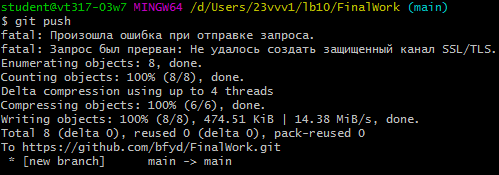 student@vt317-03w7 MINGW64 /d/Users/23vvv1/lb10/FinalWork (main)
$ git push
fatal: Произошла ошибка при отправке запроса.
fatal: Запрос был прерван: Не удалось создать защищенный канал SSL/TLS.
Enumerating objects: 8, done.
Counting objects: 100% (8/8), done.
Delta compression using up to 4 threads
Compressing objects: 100% (6/6), done.
Writing objects: 100% (8/8), 474.51 KiB | 14.38 MiB/s, done.
Total 8 (delta 0), reused 0 (delta 0), pack-reused 0
To https://github.com/bfyd/FinalWork.git
 * [new branch]      main -> main